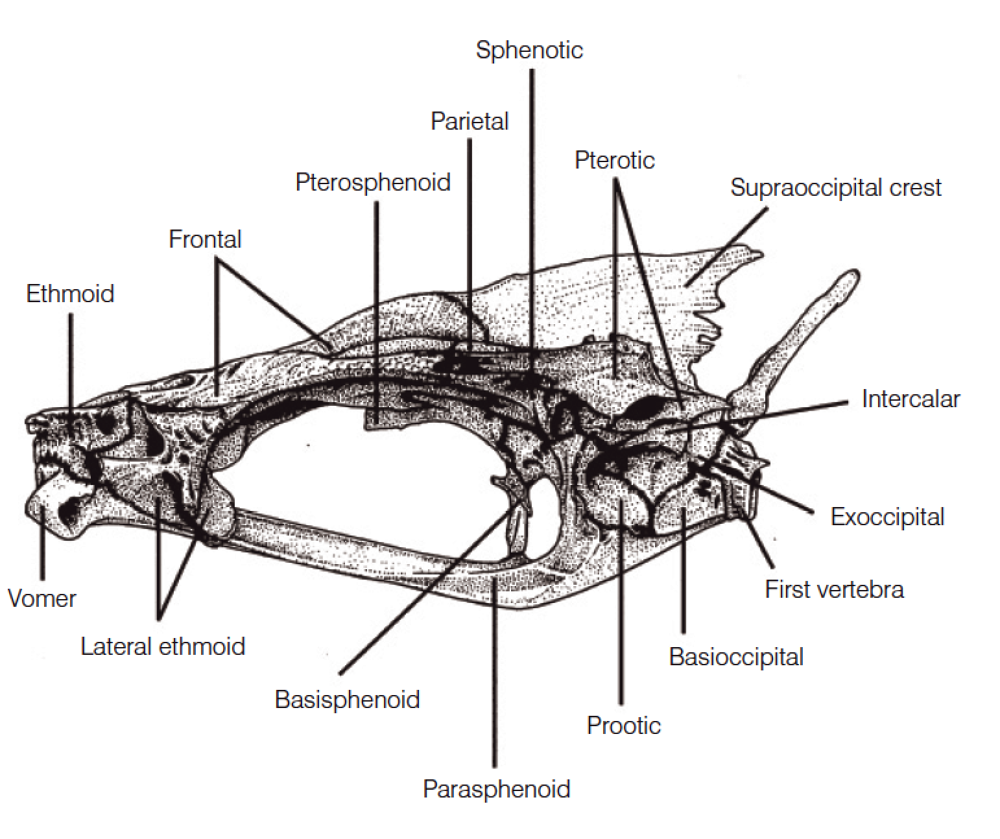 Sphenotic
Parietal
Pterotic
Pterosphenoid
Supraoccipital crest
Frontal
Ethmoid
Intercalar
Exoccipital
First vertebra
Vomer
Lateral ethmoid
Basioccipital
Basisphenoid
Prootic
Parasphenoid